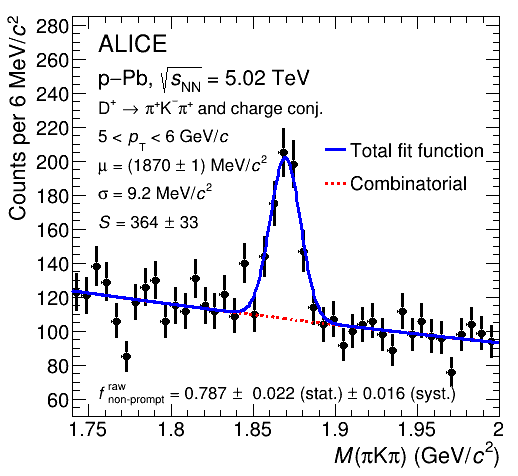 Counts per 6 MeV/c²
280
260
240
220
200
180
160
140
120
100
80
60
ALICE
p−Pb, √sNN = 5.02 TeV
D⁺ → π⁺K⁻π⁺ and charge conj.
5 < pT < 6 GeV/c
μ = (1870 ± 1) MeV/c²
σ = 9.2 MeV/c²
S = 364 ± 33
Total fit function
Combinatorial
f raw non-prompt = 0.787 ± 0.022 (stat.) ± 0.016 (syst.)
1.75 1.8 1.85 1.9 1.95 2
M(πKπ) (GeV/c²)